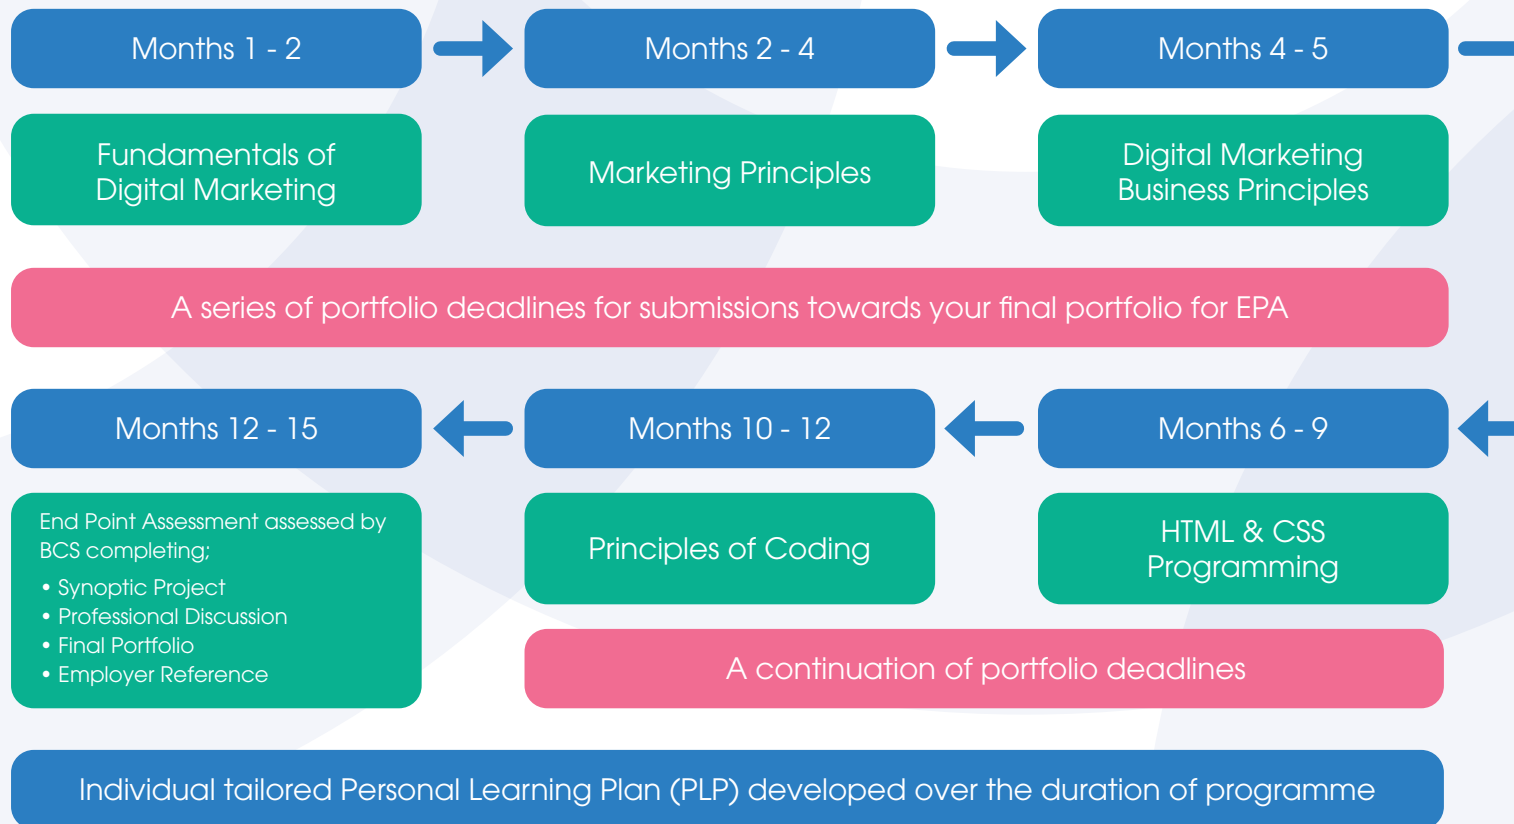 Months 1 - 2
Months 2 - 4
Months 4 - 5
Fundamentals of
Digital Marketing
Marketing Principles
Digital Marketing
Business Principles
A series of portfolio deadlines for submissions towards your final portfolio for EPA
Months 12 - 15
Months 10 - 12
Months 6 - 9
End Point Assessment assessed by
BCS completing;
• Synoptic Project
• Professional Discussion
• Final Portfolio
• Employer Reference
Principles of Coding
HTML & CSS
Programming
A continuation of portfolio deadlines
Individual tailored Personal Learning Plan (PLP) developed over the duration of programme